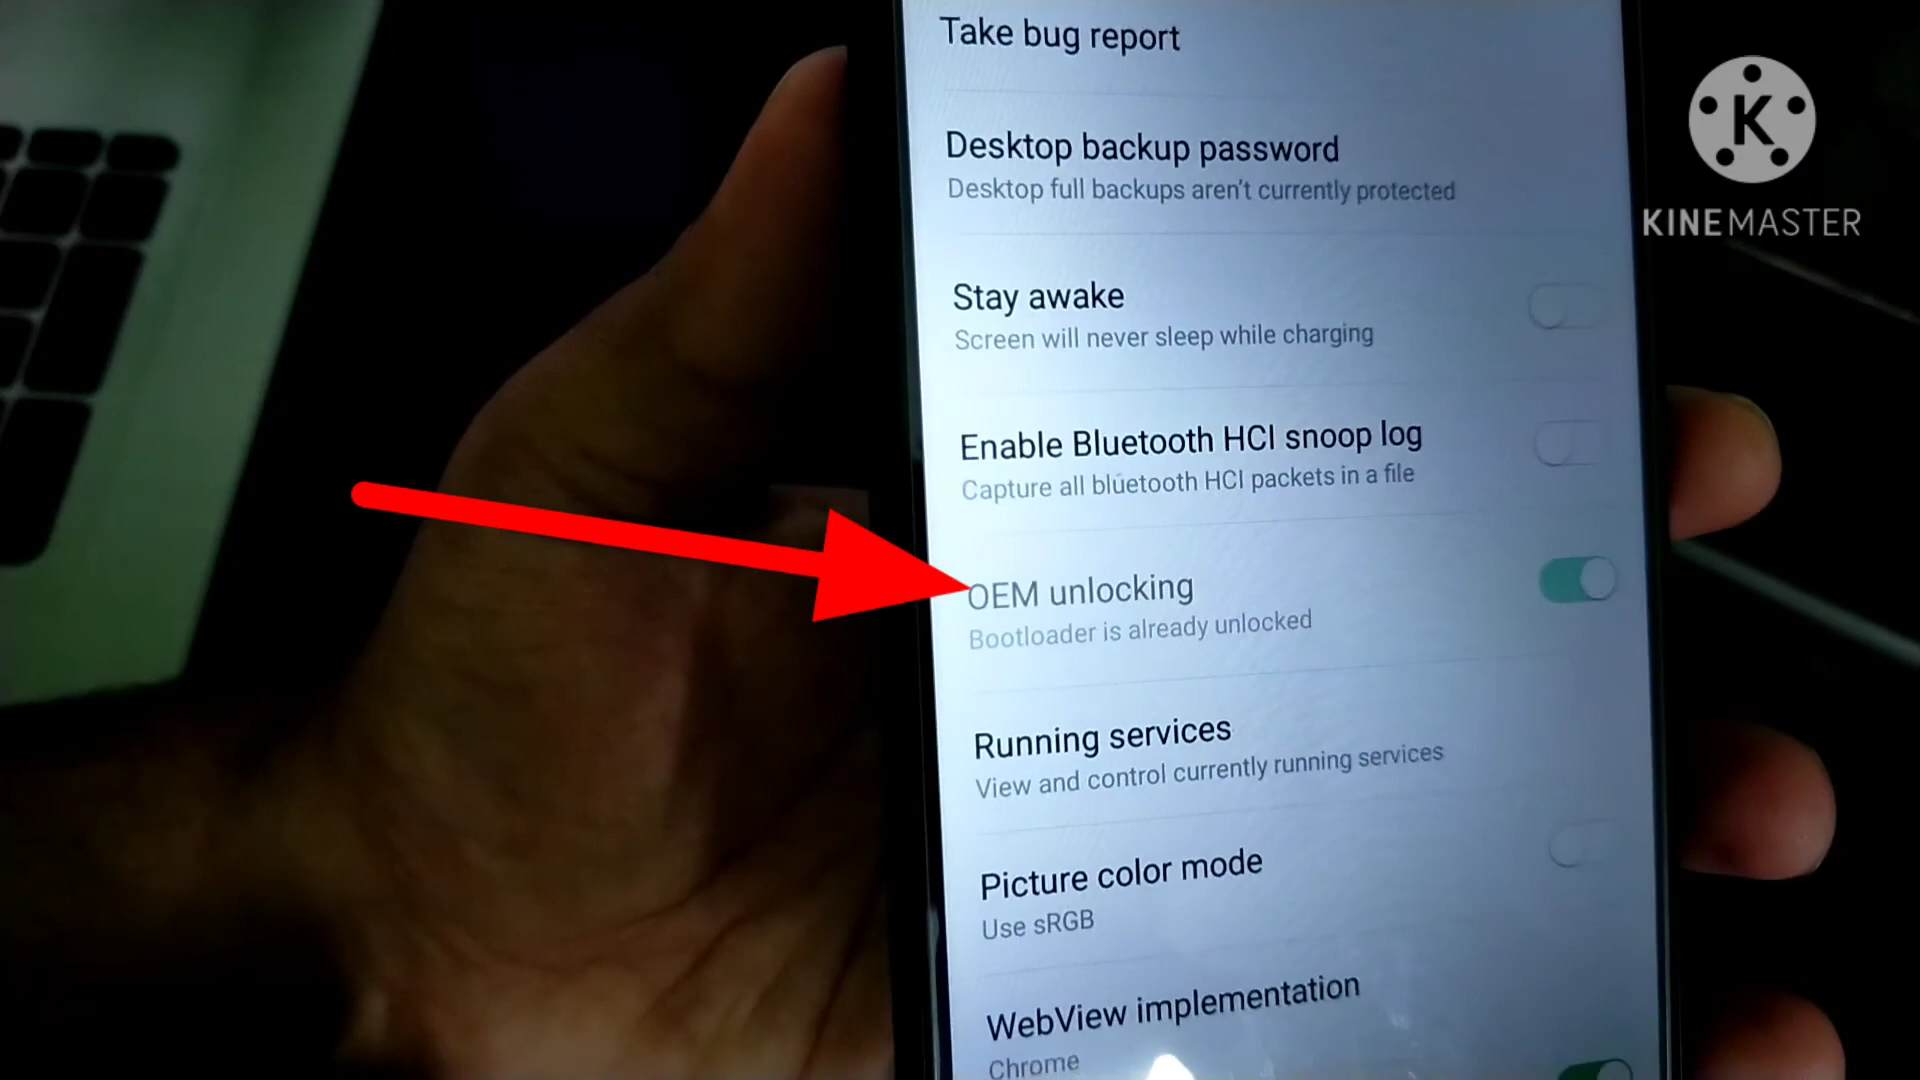 Take bug report
Desktop backup password
Desktop full backups aren't currently protected
K
KINEMASTER
Stay awake
Screen will never sleep while charging
Enable Bluetooth HCI snoop log
Capture all bluetooth HCI packets in a file
OEM unlocking
Bootloader is already unlocked
Running services
View and control currently running services
Picture color mode
Use sRGB
WebView implementation
Chrome